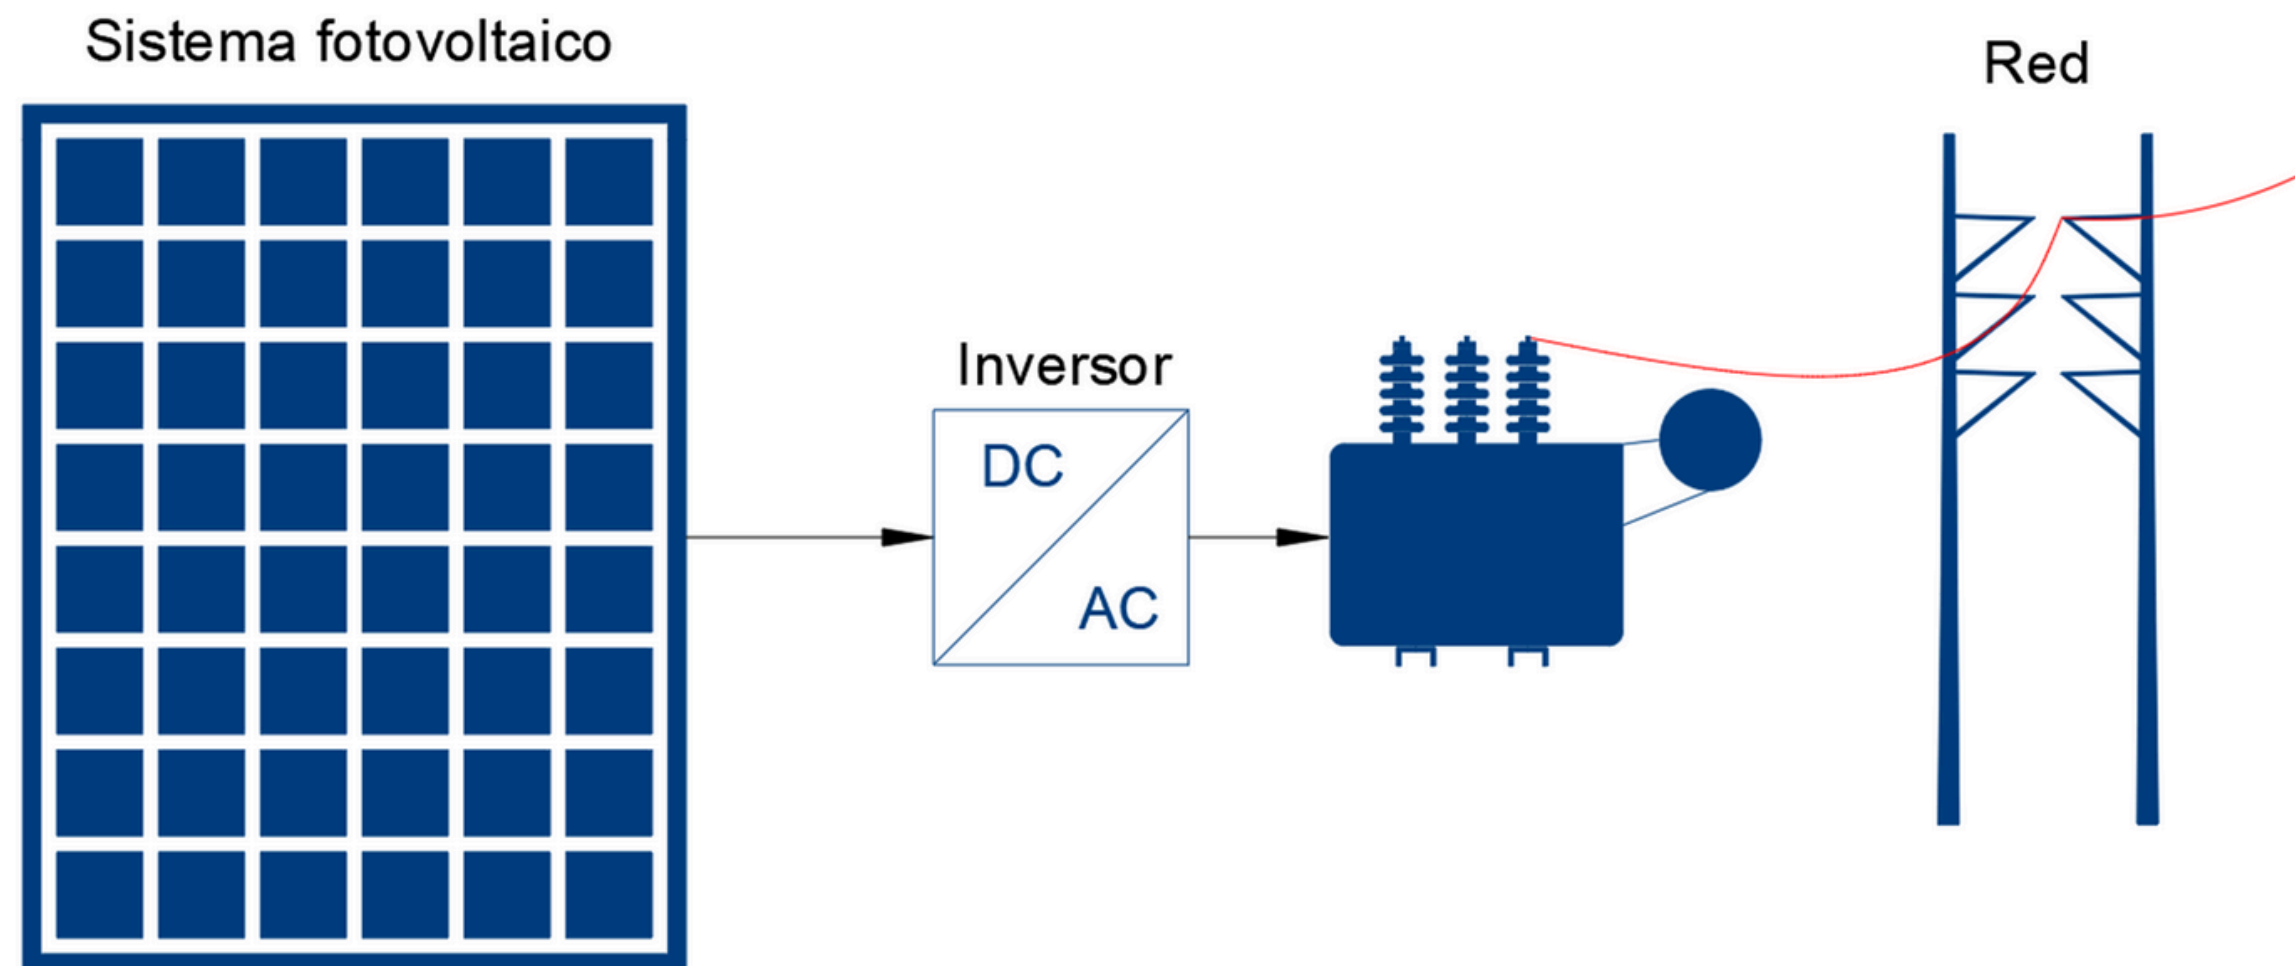 Sistema fotovoltaico
Red
Inversor
DC
AC